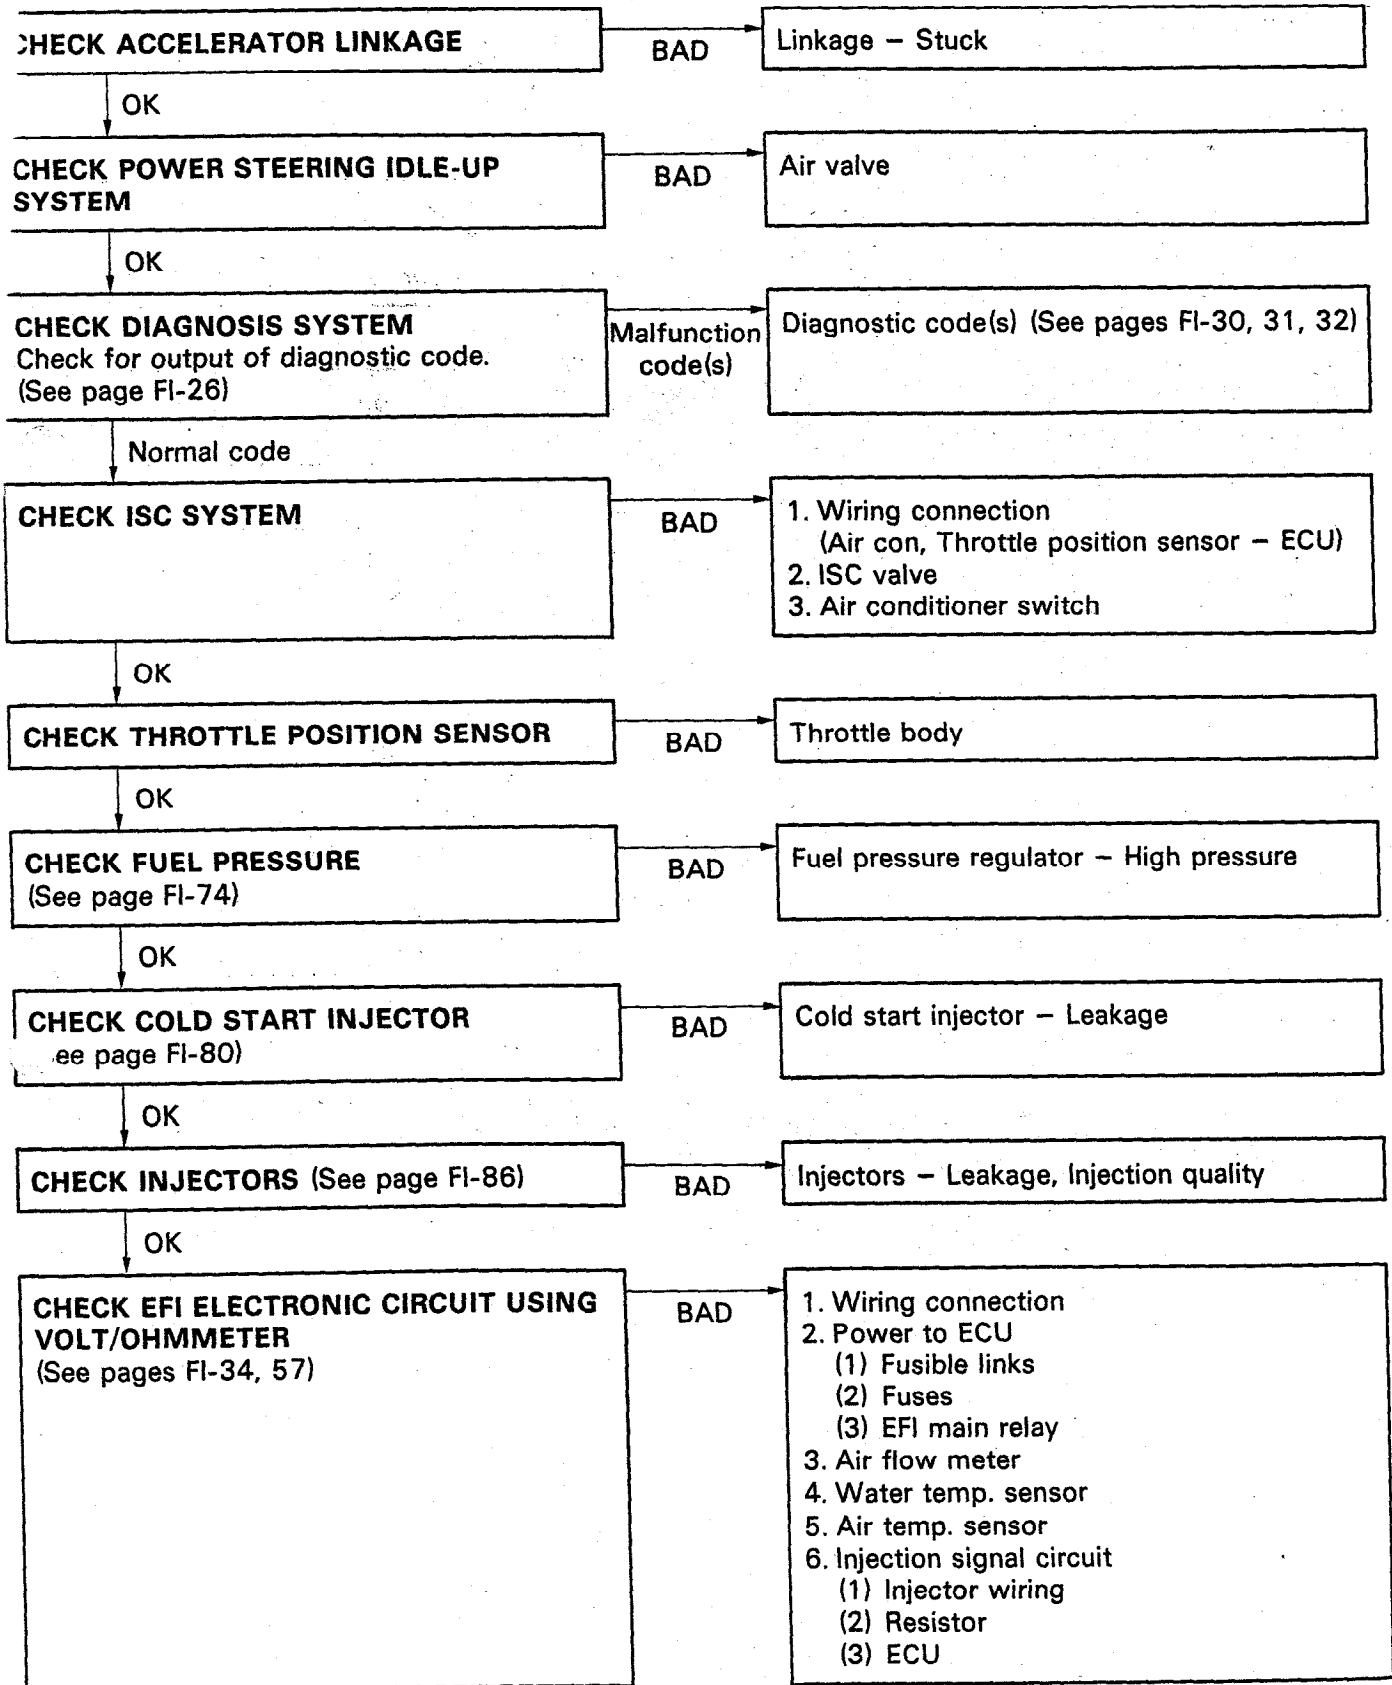 CHECK ACCELERATOR LINKAGE
BAD
Linkage – Stuck
OK
CHECK POWER STEERING IDLE-UP
SYSTEM
BAD
Air valve
OK
CHECK DIAGNOSIS SYSTEM
Check for output of diagnostic code.
(See page FI-26)
Malfunction
code(s)
Diagnostic code(s) (See pages FI-30, 31, 32)
Normal code
CHECK ISC SYSTEM
BAD
1. Wiring connection
(Air con, Throttle position sensor – ECU)
2. ISC valve
3. Air conditioner switch
OK
CHECK THROTTLE POSITION SENSOR
BAD
Throttle body
OK
CHECK FUEL PRESSURE
(See page FI-74)
BAD
Fuel pressure regulator – High pressure
OK
CHECK COLD START INJECTOR
ee page FI-80)
BAD
Cold start injector – Leakage
OK
CHECK INJECTORS (See page FI-86)
BAD
Injectors – Leakage, Injection quality
OK
CHECK EFI ELECTRONIC CIRCUIT USING
VOLT/OHMMETER
(See pages FI-34, 57)
BAD
1. Wiring connection
2. Power to ECU
(1) Fusible links
(2) Fuses
(3) EFI main relay
3. Air flow meter
4. Water temp. sensor
5. Air temp. sensor
6. Injection signal circuit
(1) Injector wiring
(2) Resistor
(3) ECU